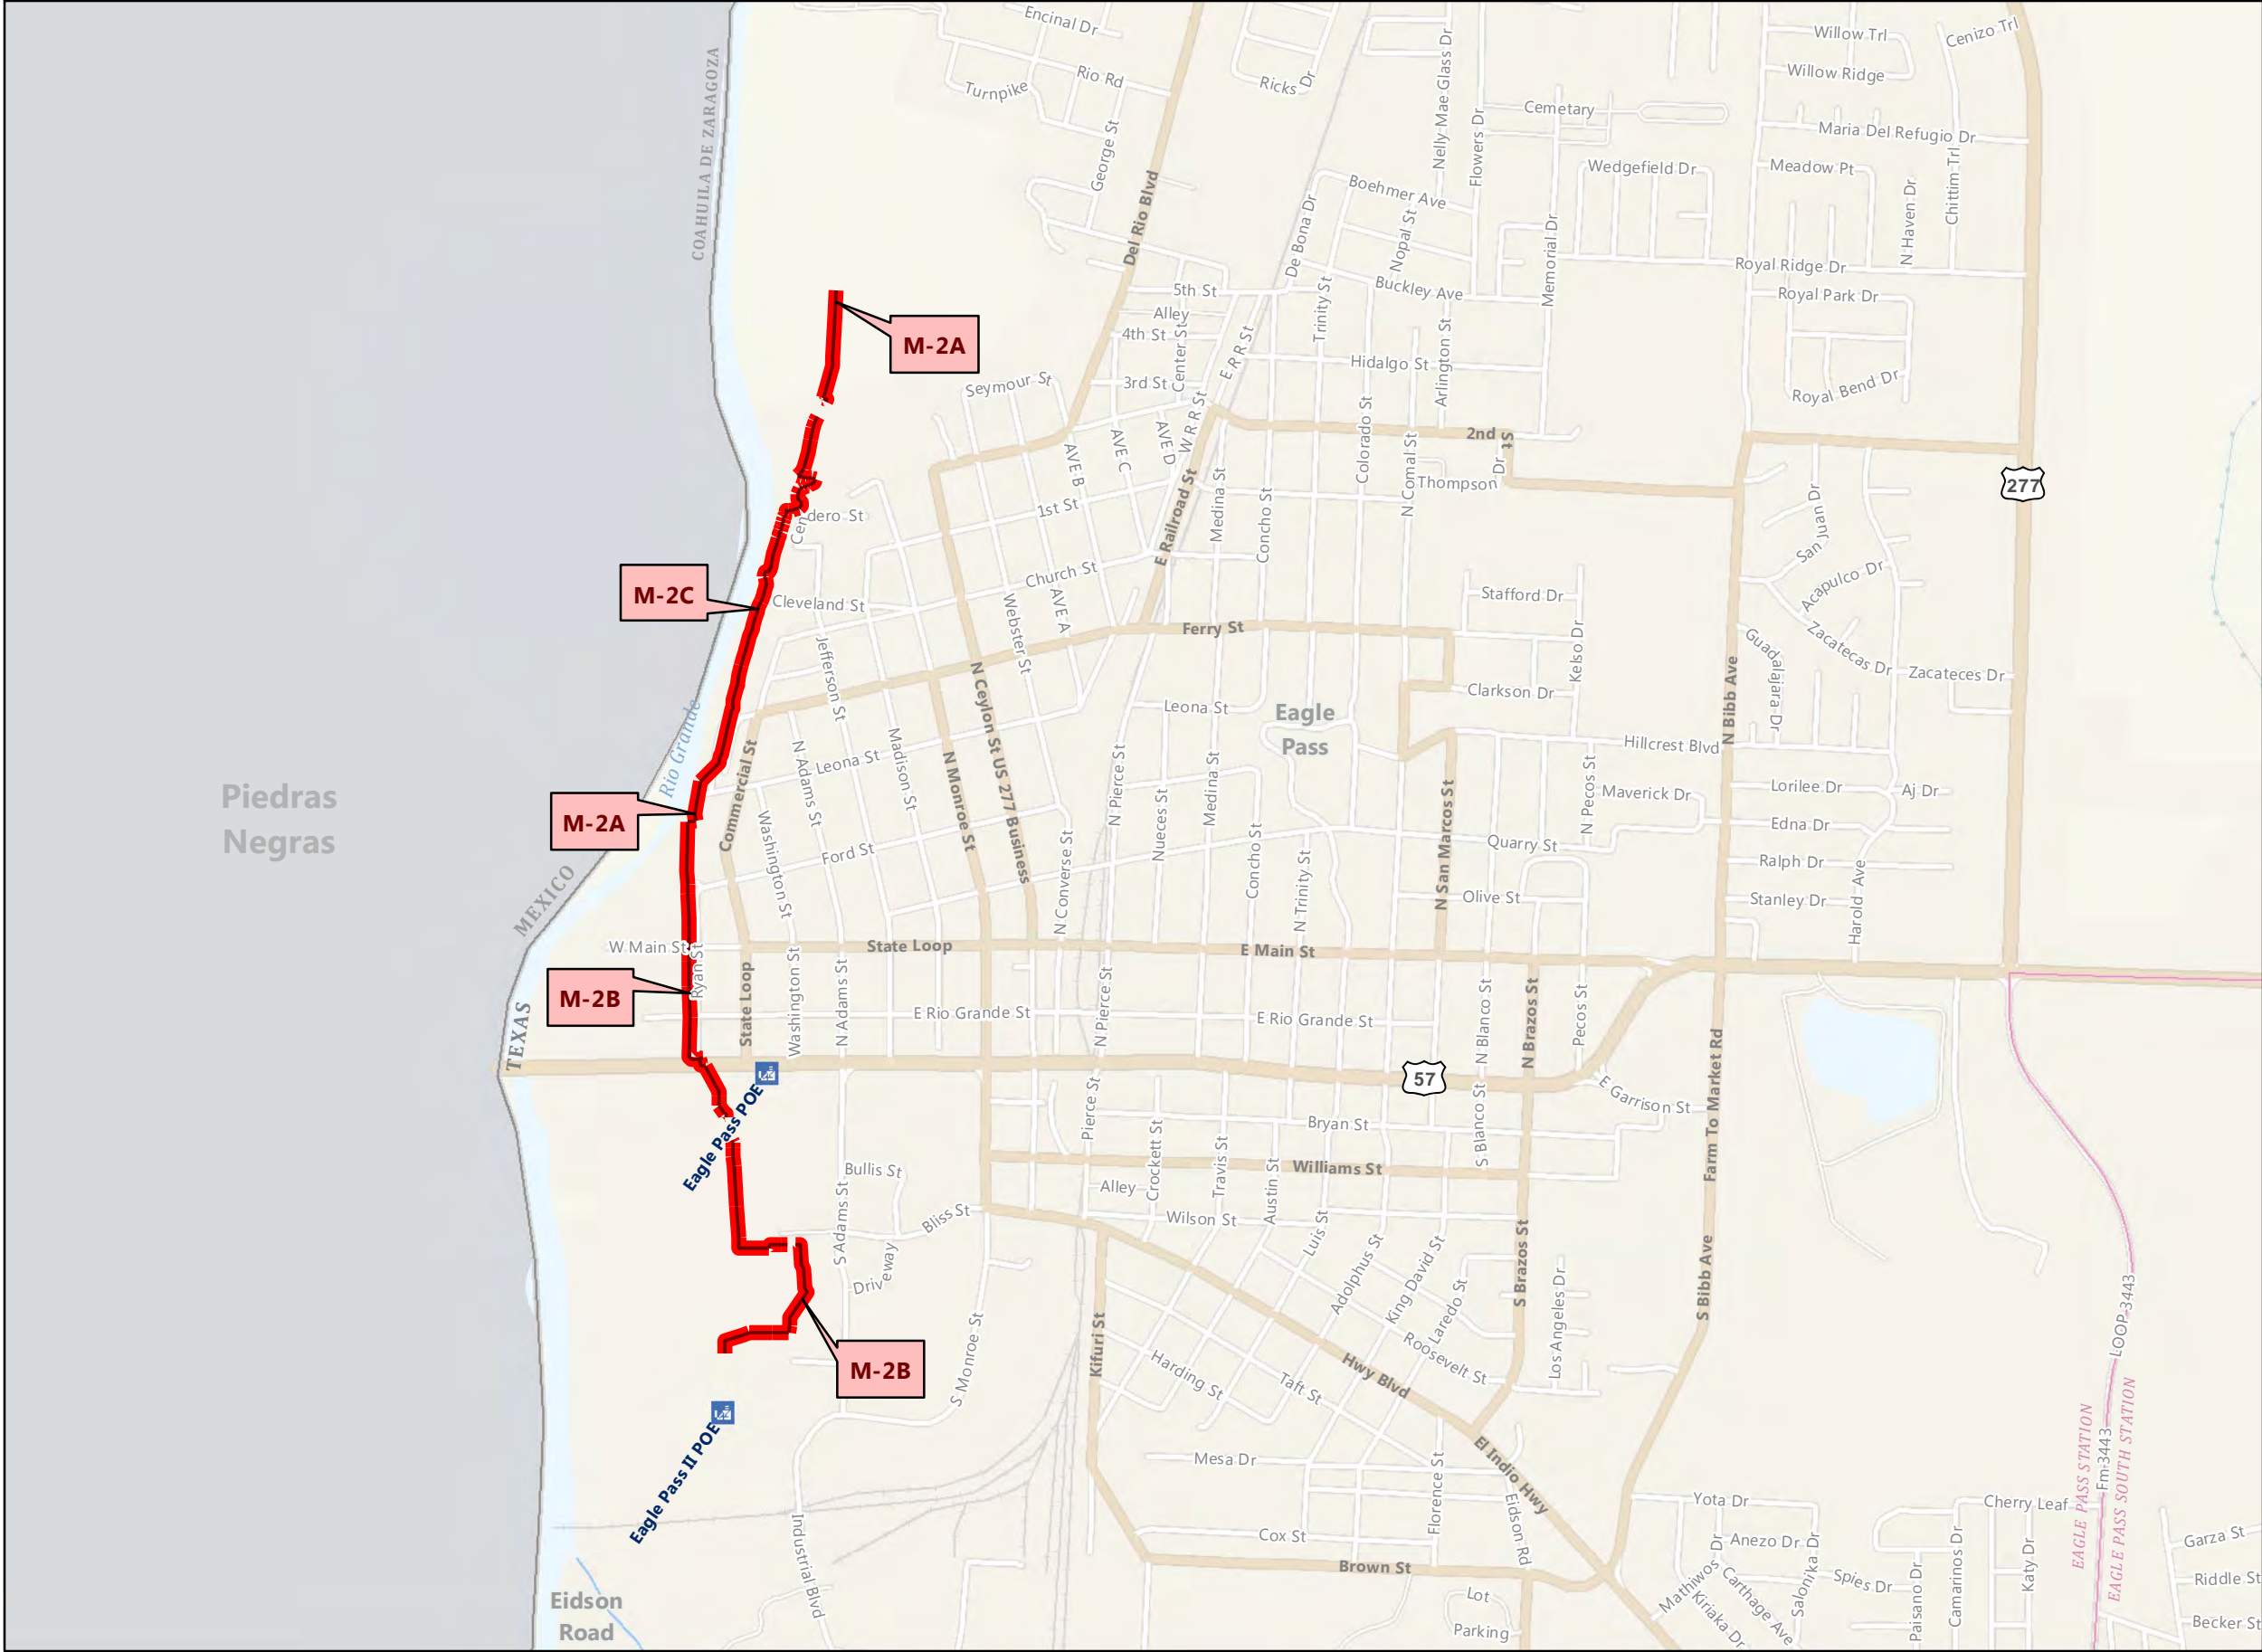 Encinal Dr
Rio Rd
Turnpike
Ricks Dr
Nelly Mae Glass Dr
Flowers Dr
Cemetary
Willow Trl
Cenizo Trl
Willow Ridge
Maria Del Refugio Dr
COAHUILA DE ZARAGOZA
George St
Del Rio Blvd
Boehmer Ave
Nopal St
De Bona Dr
Wedgefield Dr
Meadow Pt
Chittim Trl
N Haven Dr
Memorial Dr
Royal Ridge Dr
5th St
Buckley Ave
Royal Park Dr
Alley
Trinity St
4th St
Center St
E R R St
Hidalgo St
Arlington St
M-2A
3rd St
Seymour St
Royal Bend Dr
W R R St
Colorado St
AVE D
AVE C
AVE B
2nd St
N Comal St
Thompson Dr
277
Medina St
1st St
Cendero St
Concho St
E Railroad St
San Juan Dr
Church St
Acapulco Dr
M-2C
Cleveland St
AVE A
Webster St
Stafford Dr
Ferry St
Kelso Dr
Guadalajara Dr
Zacatecas Dr
Zacateces Dr
Jefferson St
N Ceylon St US 277 Business
Clarkson Dr
N Bibb Ave
Leona St
Eagle
Pass
Rio Grande
Hillcrest Blvd
Commercial St
N Adams St
Leona St
Madison St
N Monroe St
N Pierce St
Medina St
N San Marcos St
N Pecos St
Maverick Dr
Lorilee Dr
Aj Dr
Piedras
Negras
M-2A
Nueces St
Edna Dr
Washington St
Ford St
Quarry St
Ralph Dr
Concho St
N Trinity St
N Converse St
Olive St
Stanley Dr
Harold Ave
MEXICO
W Main St
State Loop
E Main St
Ryan St
M-2B
State Loop
Washington St
N Adams St
E Rio Grande St
N Pierce St
E Rio Grande St
N Blanco St
N Brazos St
Pecos St
TEXAS
57
Farm To Market Rd
Eagle Pass POE
E Garrison St
Pierce St
Bryan St
S Blanco St
Crockett St
Travis St
Williams St
Bullis St
Alley
Austin St
S Adams St
Bliss St
Wilson St
Luis St
S Brazos St
S Bibb Ave
Driveway
Adolphus St
King David St
Laredo St
Los Angeles Dr
LOOP-3443
M-2B
S Monroe St
Kifuri St
Harding St
Taft St
Hwy Blvd
Roosevelt St
Eagle Pass II POE
Mesa Dr
Florence St
El Indio Hwy
EAGLE PASS STATION
Fm-3443
EAGLE PASS SOUTH STATION
Industrial Blvd
Cox St
Eidson Rd
Yota Dr
Cherry Leaf
Anezo Dr
Garza St
Brown St
Mathiwos Dr
Carthage Ave
Salonika Dr
Spies Dr
Paisano Dr
Camarinos Dr
Katy Dr
Riddle St
Eidson
Road
Lot
Parking
Kiriaka Dr
Becker St